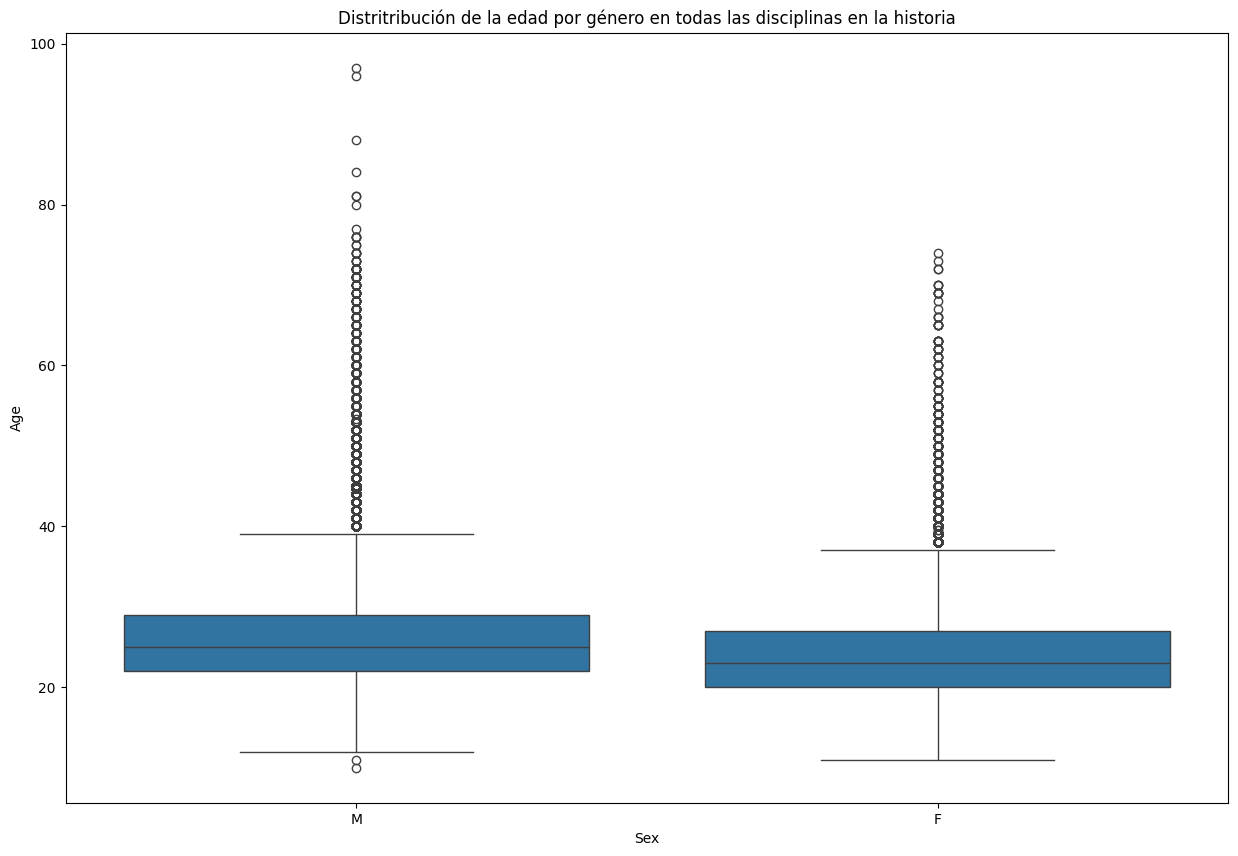 Distritribución de la edad por género en todas las disciplinas en la historia
100
80
60
40
20
Age
M
F
Sex